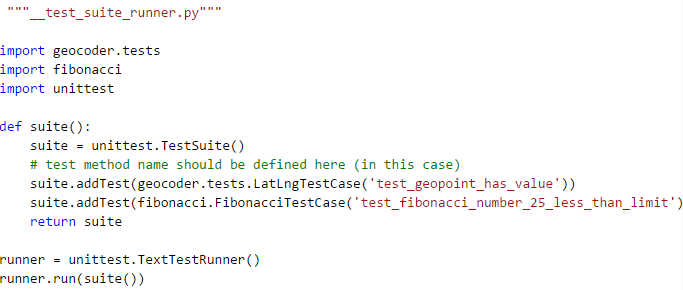 """__test_suite_runner.py"""
import geocoder.tests
import fibonacci
import unittest
def suite():
    suite = unittest.TestSuite()
    # test method name should be defined here (in this case)
    suite.addTest(geocoder.tests.LatLngTestCase('test_geopoint_has_value'))
    suite.addTest(fibonacci.FibonacciTestCase('test_fibonacci_number_25_less_than_limit')
    return suite
runner = unittest.TextTestRunner()
runner.run(suite())